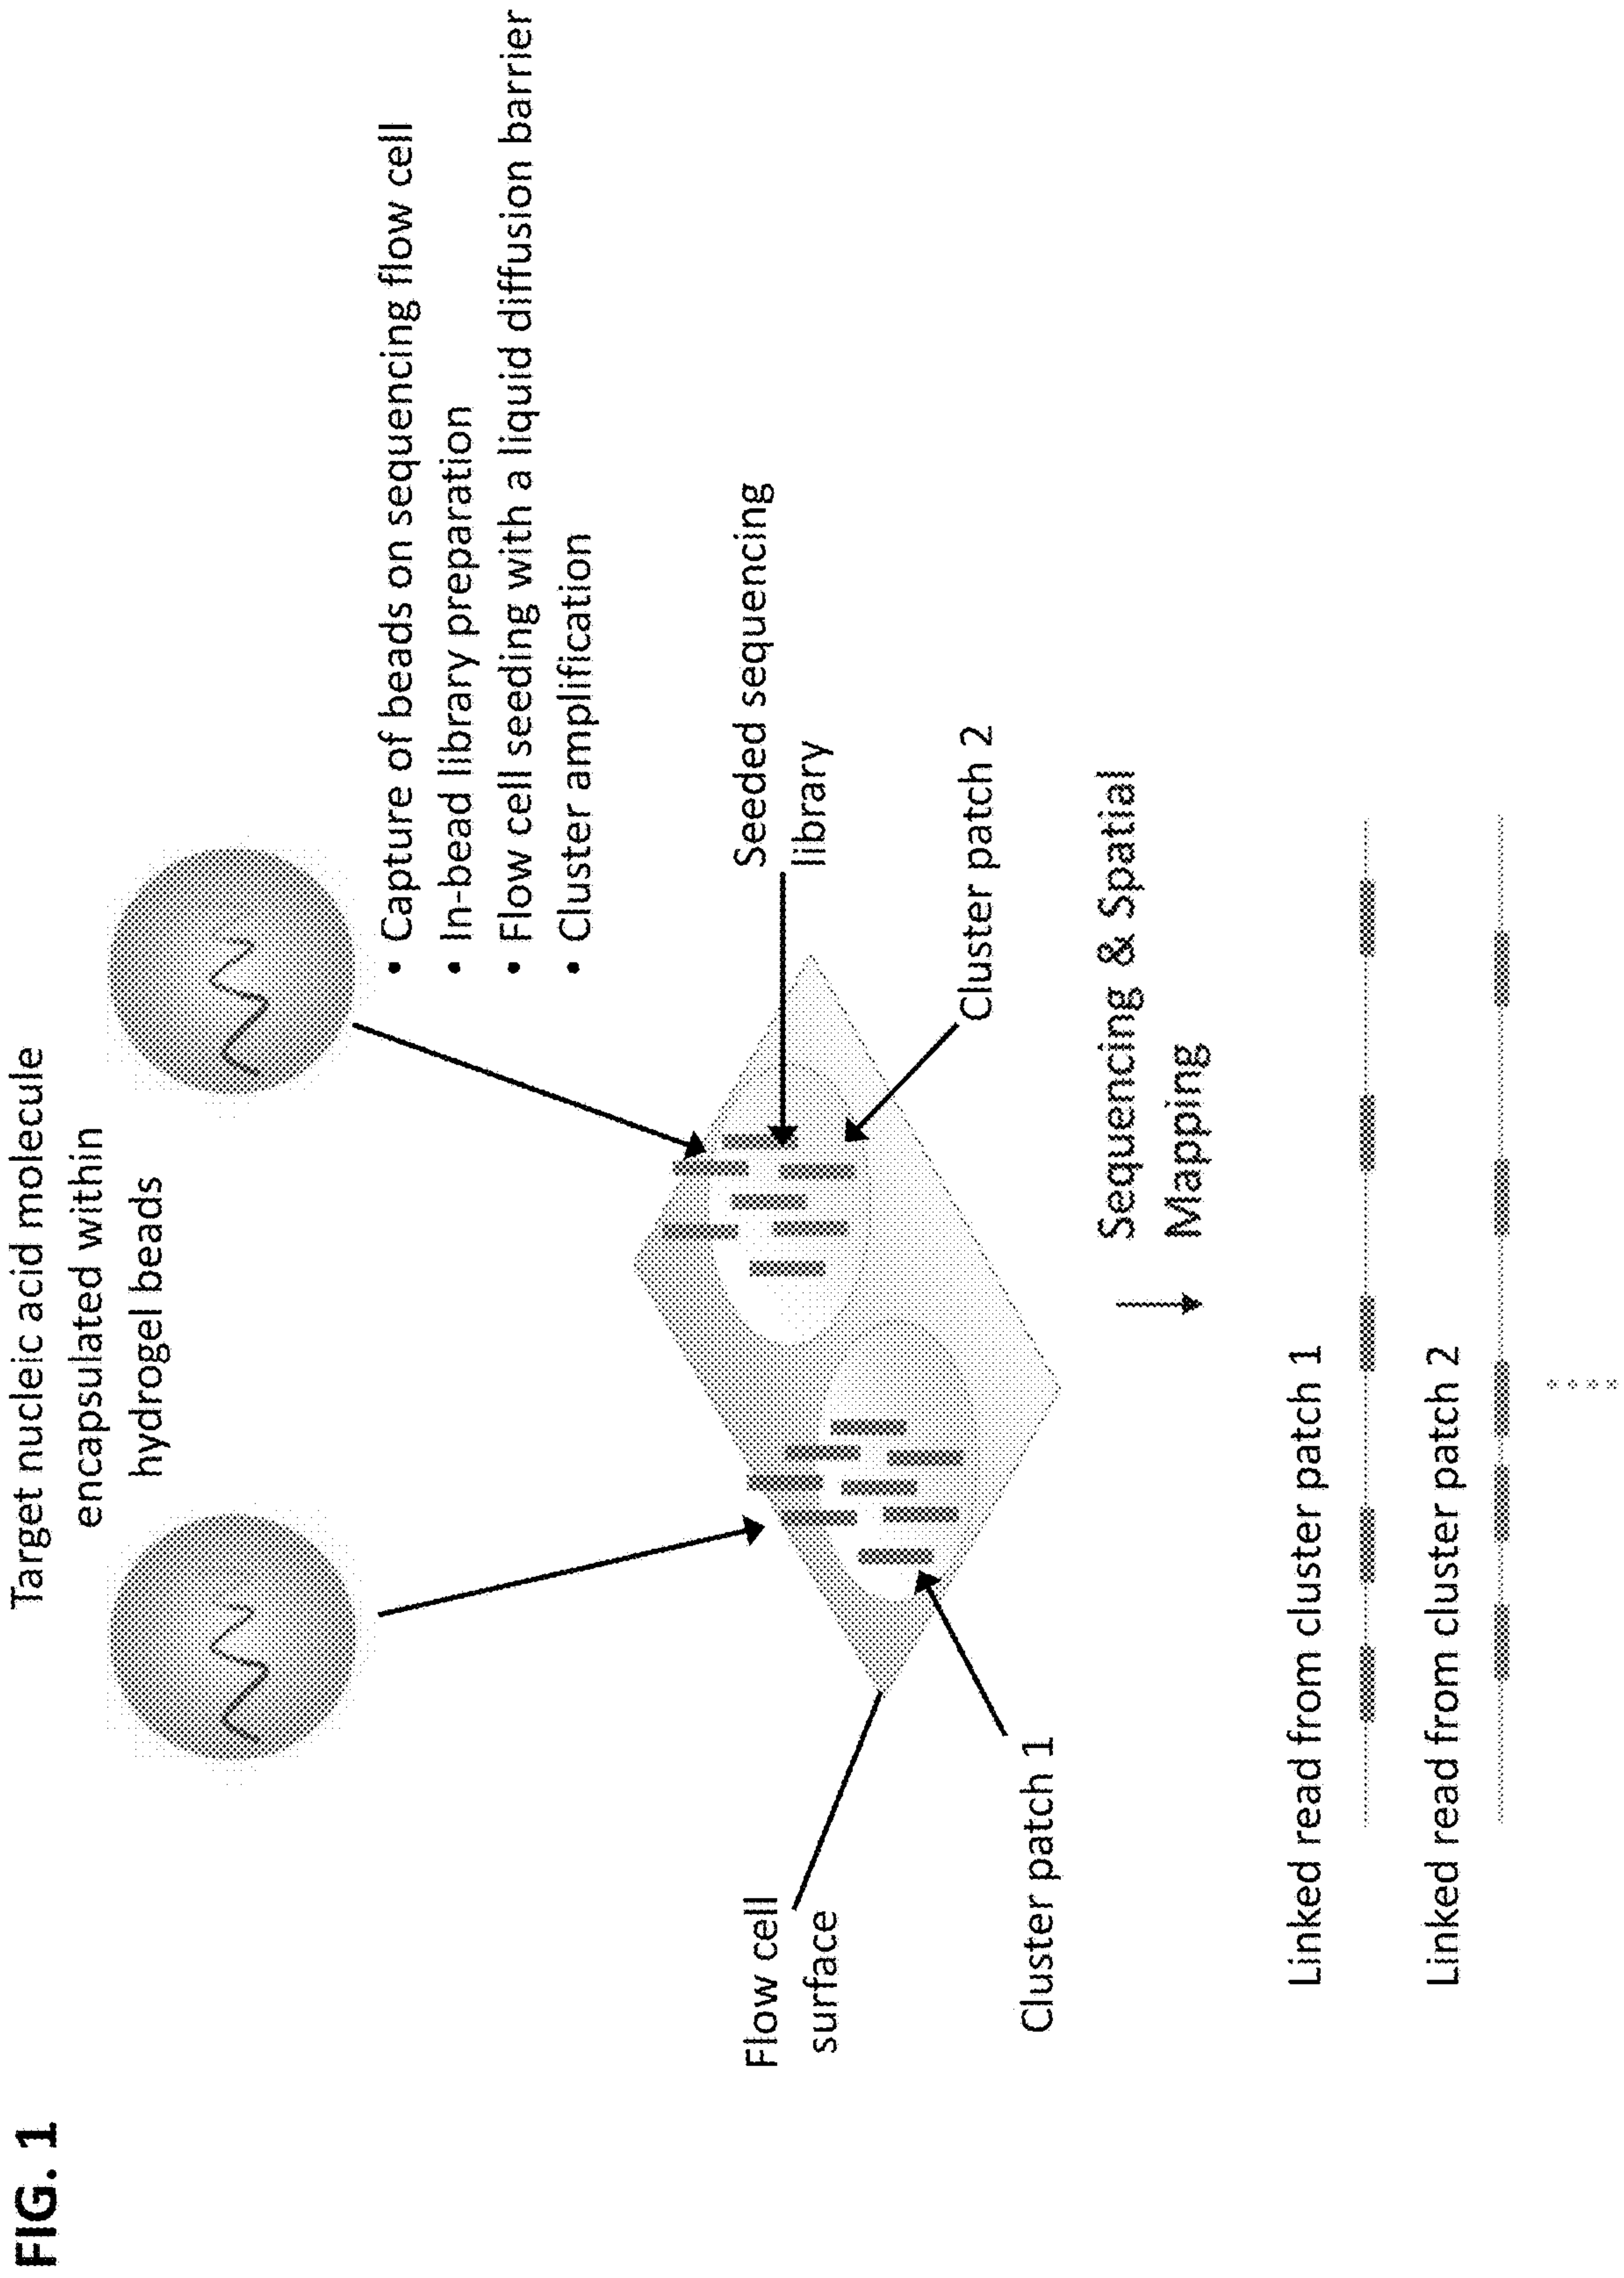 FIG. 1
Target nucleic acid molecule
encapsulated within
hydrogel beads
• Capture of beads on sequencing flow cell
• In-bead library preparation
• Flow cell seeding with a liquid diffusion barrier
• Cluster amplification
Flow cell
surface
Seeded sequencing
library
Cluster patch 1
Cluster patch 2
Sequencing & Spatial
Mapping
Linked read from cluster patch 1
Linked read from cluster patch 2